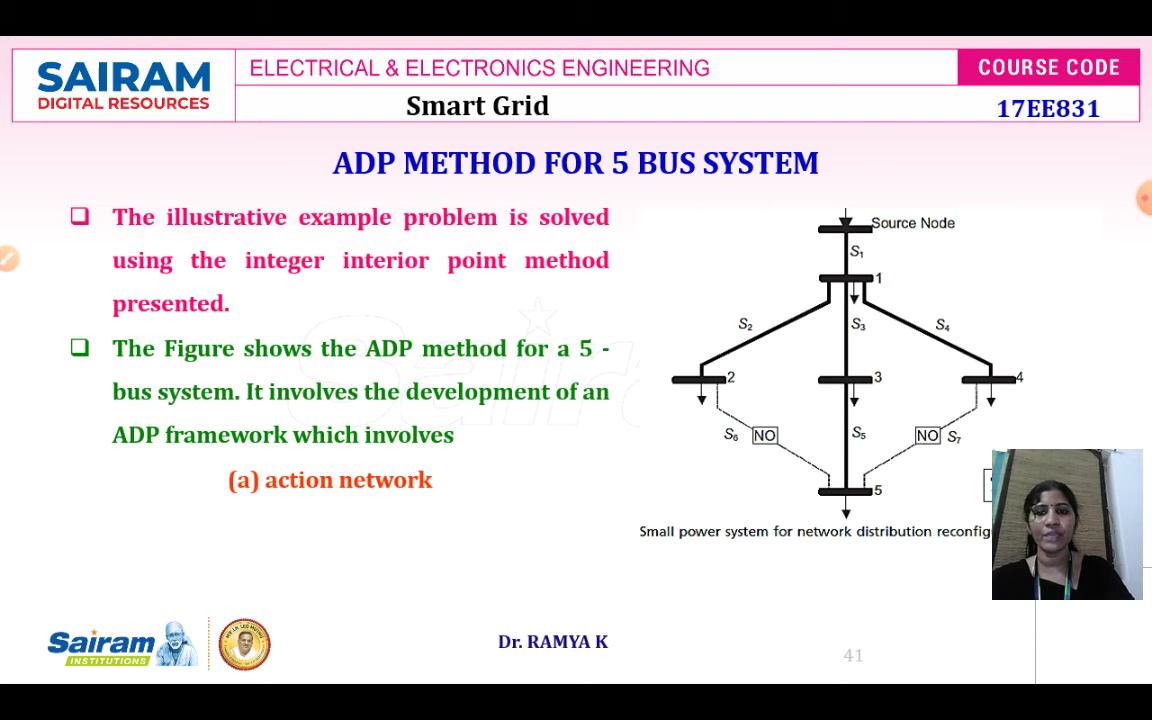 SAIRAM
DIGITAL RESOURCES
ELECTRICAL & ELECTRONICS ENGINEERING
COURSE CODE
Smart Grid
17EE831
ADP METHOD FOR 5 BUS SYSTEM
❑ The illustrative example problem is solved
using the integer interior point method
presented.
❑ The Figure shows the ADP method for a 5 -
bus system. It involves the development of an
ADP framework which involves
(a) action network
Source Node
S1
1
S2
S3
S4
2
3
4
S6
NO
S5
NO
S7
5
Small power system for network distribution reconfig
Sairam
INSTITUTIONS
Dr. RAMYA K
41